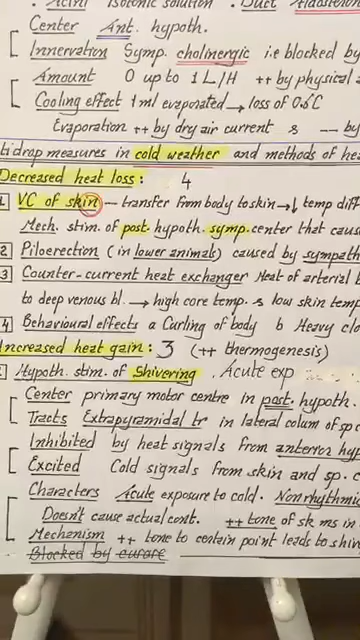 . Acini isotonic solution . Duct Aldosteron
Center Ant. hypoth.
Innervation Symp. cholinergic i.e blocked by
Amount 0 up to 1 L/H ++ by physical a
Cooling effect 1 ml evaporated → loss of 0.6°C
Evaporation ++ by dry air current & -- by
tidrop measures in cold weather and methods of hea
Decreased heat loss: 4
1 VC of skin — transfer from body to skin → ↓ temp diff
Mech. stim. of post. hypoth. symp. center that caus
2 Piloerection (in lower animals) caused by sympath
3 Counter-current heat exchanger Heat of arterial b
to deep venous bl. → high core temp. & low skin temp
4 Behavioural effects a Curling of body b Heavy clo
Increased heat gain: 3 (++ thermogenesis)
Hypoth. stim. of Shivering . Acute exp
Center primary motor centre in post. hypoth.
Tracts Extrapyramidal tr in lateral colum of sp c
Inhibited by heat signals from anterior hyp
Excited Cold signals from skin and sp. c
Characters Acute exposure to cold. Nonrhythmic
Doesn't cause actual cont. ++ tone of sk ms in
Mechanism ++ tone to certain point leads to shiv
Blocked by curare